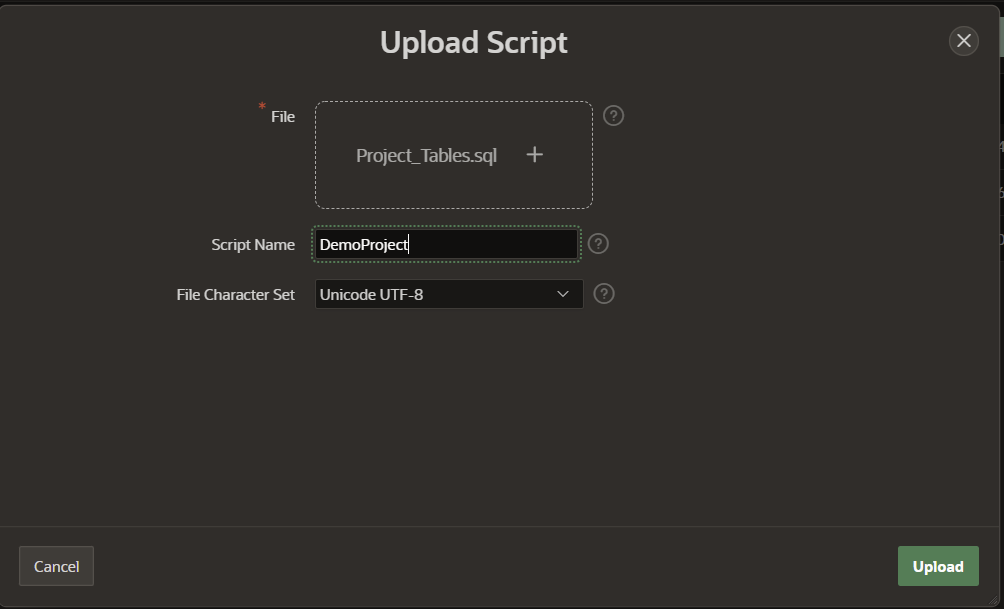 Upload Script
* File
Project_Tables.sql
Script Name
DemoProject
File Character Set
Unicode UTF-8
Cancel
Upload